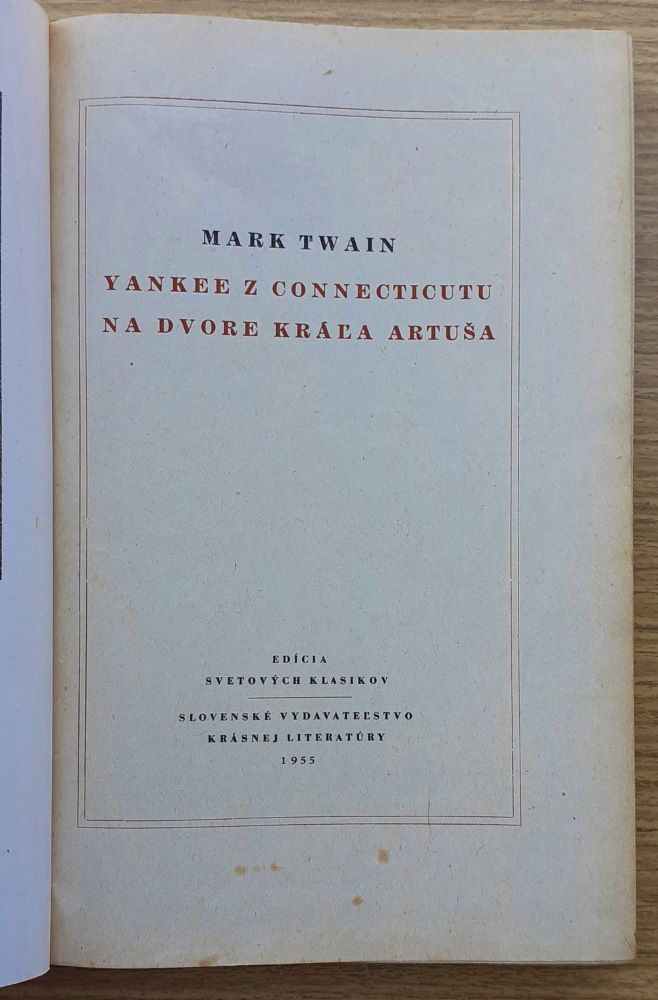 MARK TWAIN
YANKEE Z CONNECTICUTU
NA DVORE KRÁĽA ARTUŠA
EDÍCIA
SVETOVÝCH KLASIKOV
SLOVENSKÉ VYDAVATEĽSTVO
KRÁSNEJ LITERATÚRY
1955